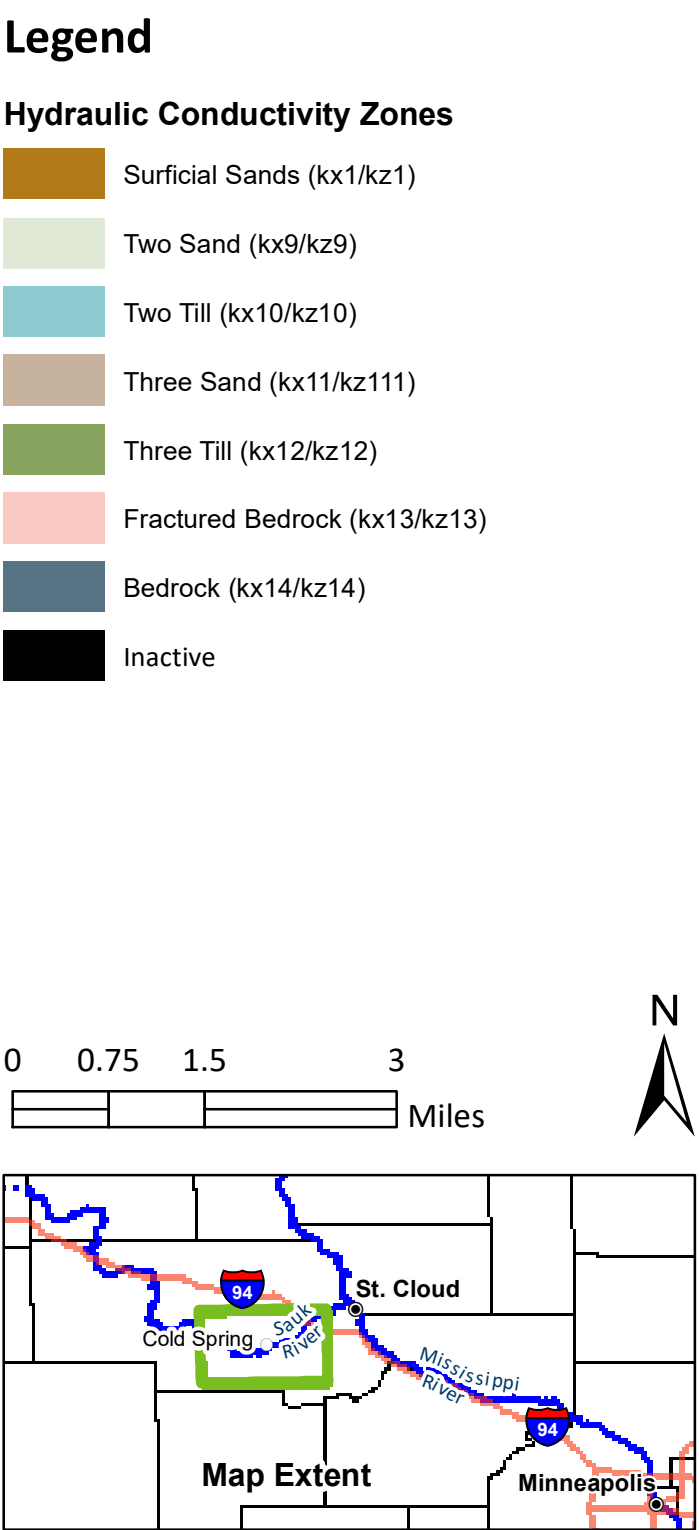 Legend
Hydraulic Conductivity Zones
Surficial Sands (kx1/kz1)
Two Sand (kx9/kz9)
Two Till (kx10/kz10)
Three Sand (kx11/kz111)
Three Till (kx12/kz12)
Fractured Bedrock (kx13/kz13)
Bedrock (kx14/kz14)
Inactive
N
0 0.75 1.5 3
Miles
94
St. Cloud
Sauk
River
Cold Spring
Mississippi
River
94
Map Extent
Minneapolis